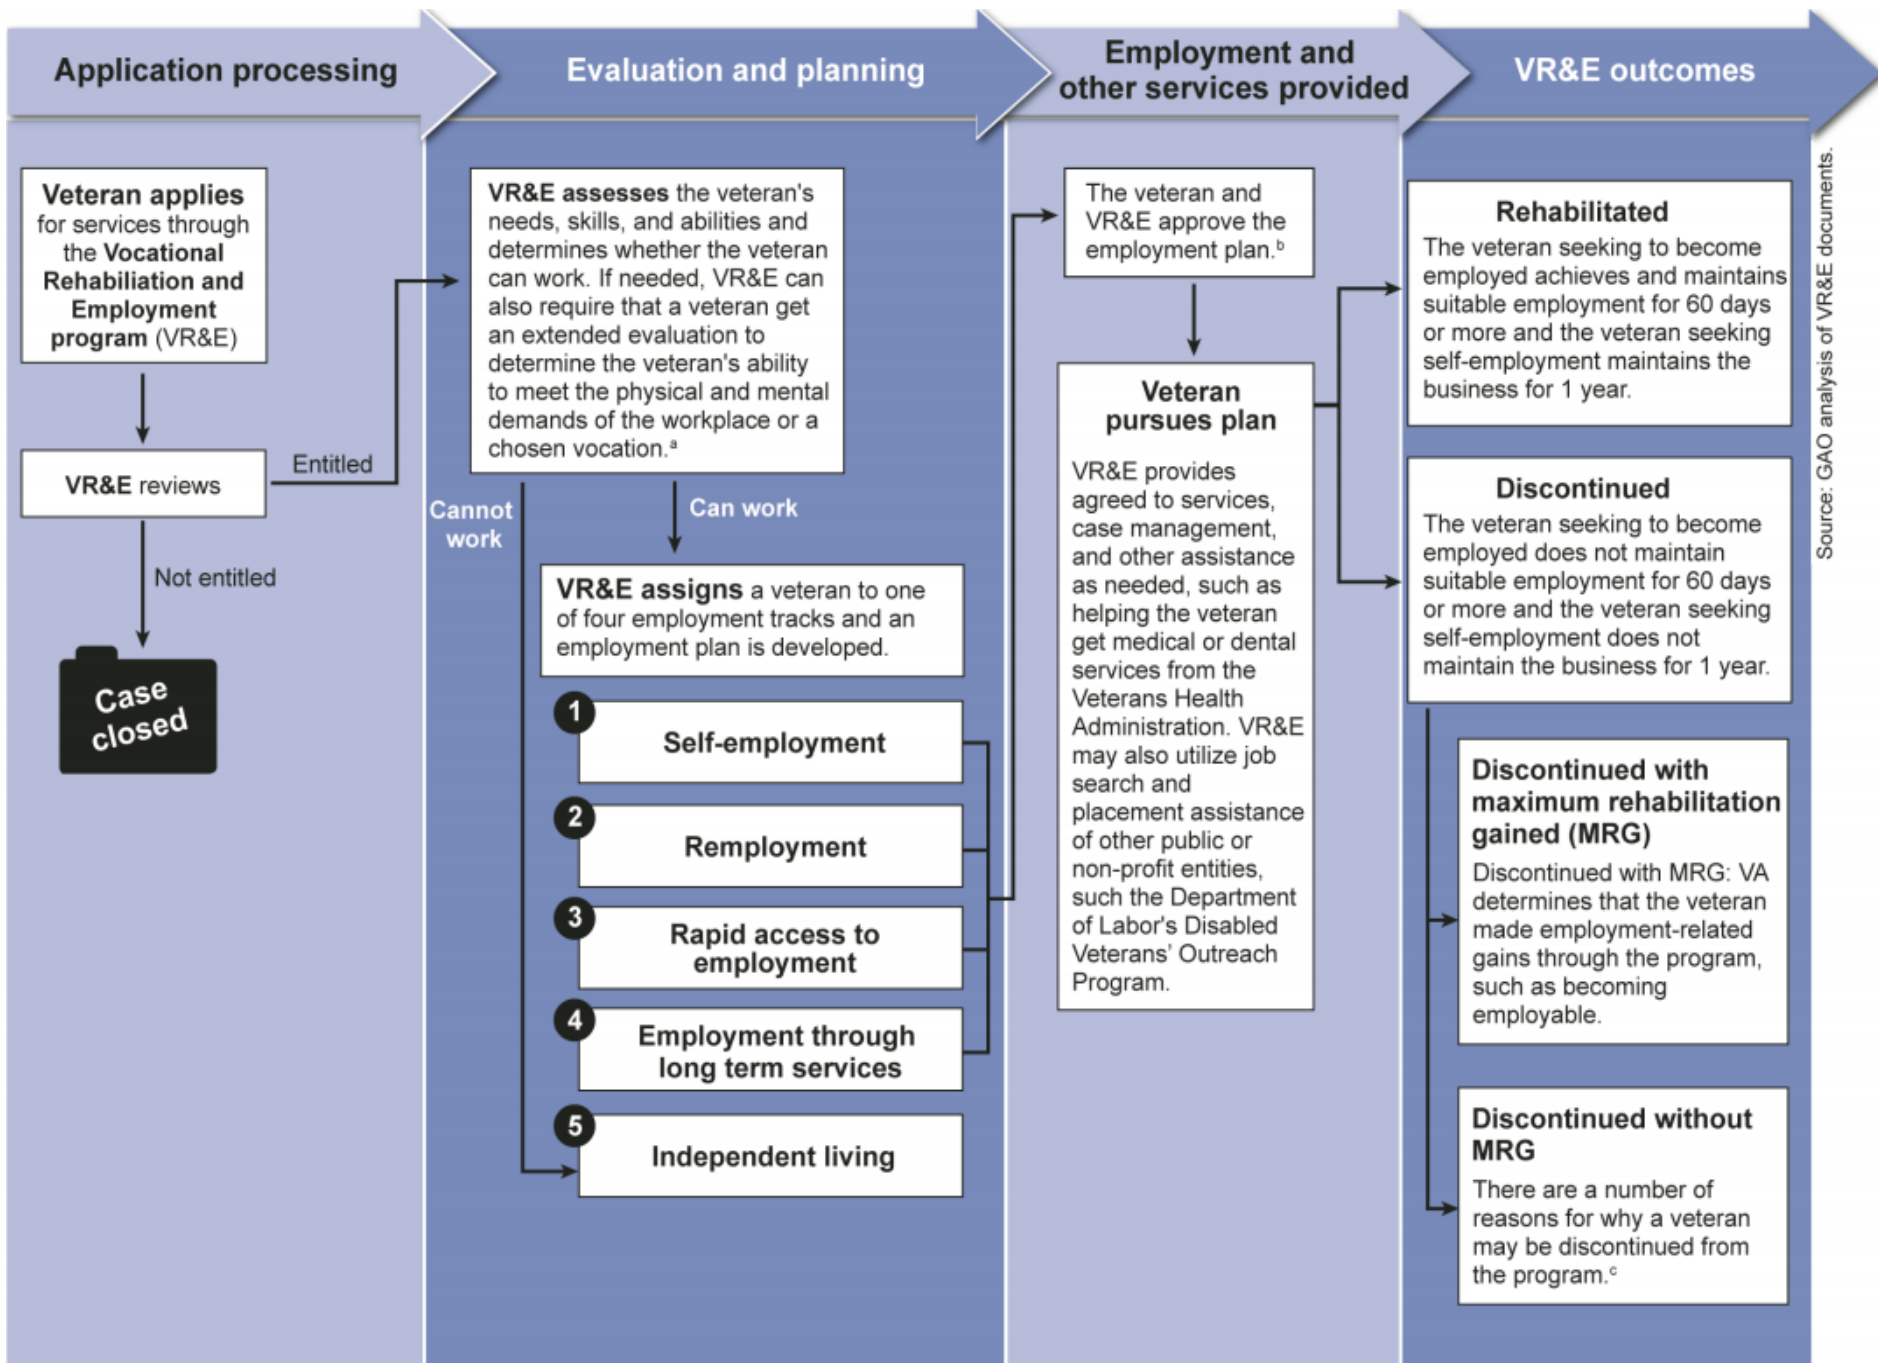 Application processing
Evaluation and planning
Employment and
other services provided
VR&E outcomes
Veteran applies
for services through
the Vocational
Rehabiliation and
Employment
program (VR&E)
VR&E reviews
Entitled
Not entitled
Case
closed
VR&E assesses the veteran's
needs, skills, and abilities and
determines whether the veteran
can work. If needed, VR&E can
also require that a veteran get
an extended evaluation to
determine the veteran's ability
to meet the physical and mental
demands of the workplace or a
chosen vocation.a
Cannot
work
Can work
VR&E assigns a veteran to one
of four employment tracks and an
employment plan is developed.
1
Self-employment
2
Remployment
3
Rapid access to
employment
4
Employment through
long term services
5
Independent living
The veteran and
VR&E approve the
employment plan.b
Veteran
pursues plan
VR&E provides
agreed to services,
case management,
and other assistance
as needed, such as
helping the veteran
get medical or dental
services from the
Veterans Health
Administration. VR&E
may also utilize job
search and
placement assistance
of other public or
non-profit entities,
such the Department
of Labor's Disabled
Veterans' Outreach
Program.
Rehabilitated
The veteran seeking to become
employed achieves and maintains
suitable employment for 60 days
or more and the veteran seeking
self-employment maintains the
business for 1 year.
Discontinued
The veteran seeking to become
employed does not maintain
suitable employment for 60 days
or more and the veteran seeking
self-employment does not
maintain the business for 1 year.
Discontinued with
maximum rehabilitation
gained (MRG)
Discontinued with MRG: VA
determines that the veteran
made employment-related
gains through the program,
such as becoming
employable.
Discontinued without
MRG
There are a number of
reasons for why a veteran
may be discontinued from
the program.c
Source: GAO analysis of VR&E documents.